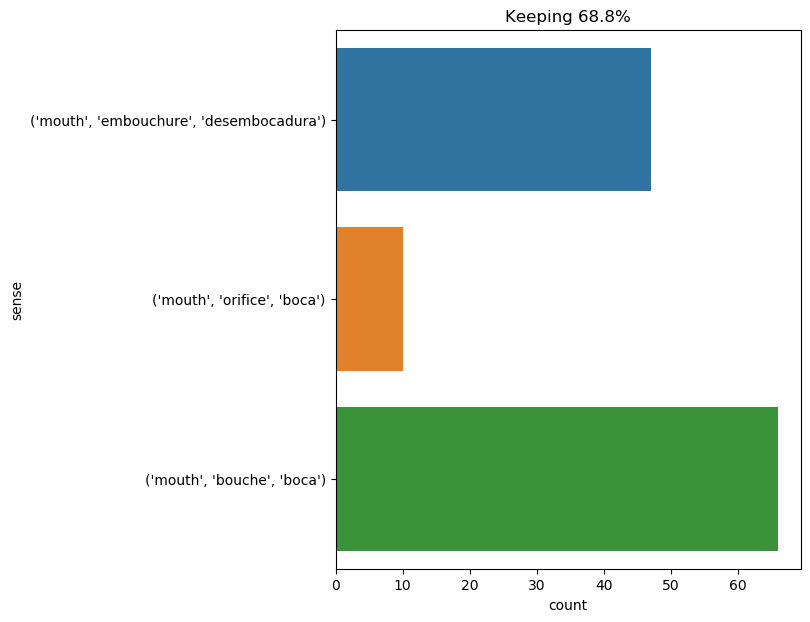 Keeping 68.8%
('mouth', 'embouchure', 'desembocadura')
('mouth', 'orifice', 'boca')
('mouth', 'bouche', 'boca')
sense
0 10 20 30 40 50 60
count